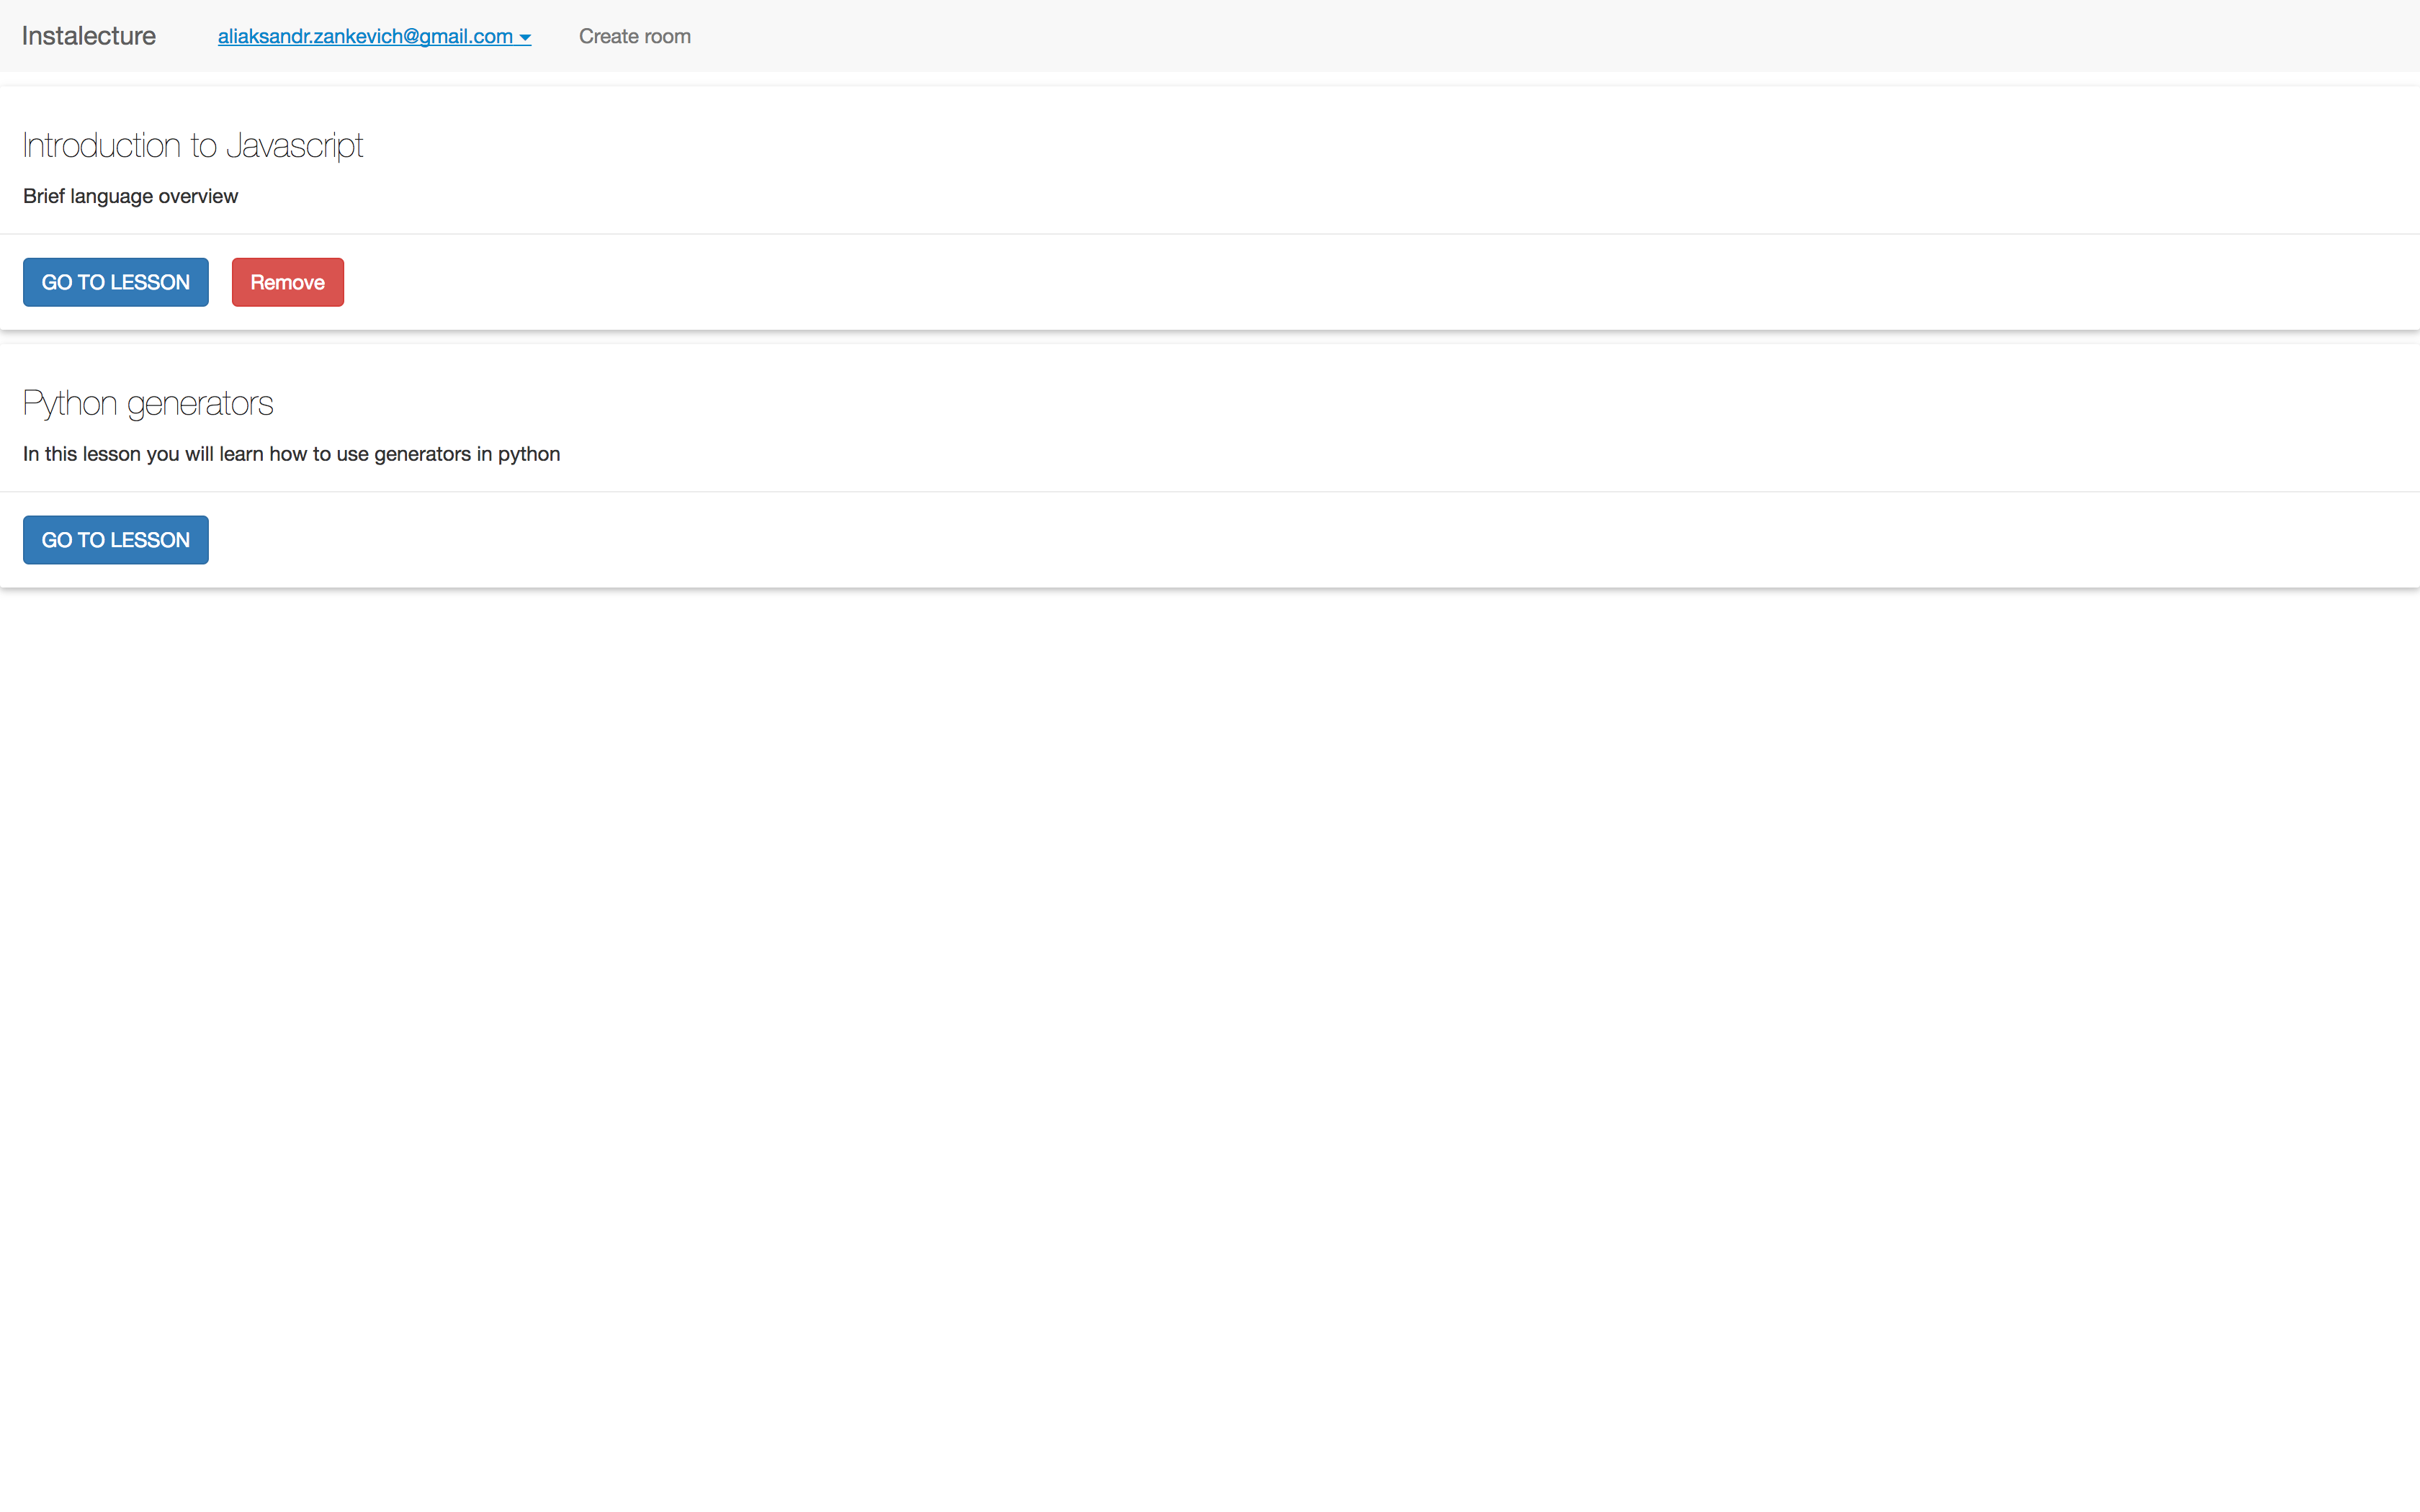 Instalecture aliaksandr.zankevich@gmail.com Create room
Introduction to Javascript
Brief language overview
GO TO LESSON Remove
Python generators
In this lesson you will learn how to use generators in python
GO TO LESSON